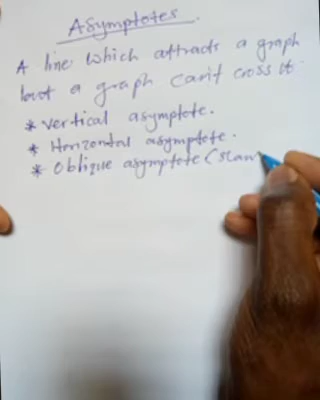 Asymptotes.
A line which attracts a graph
but a graph can't cross it.
* Vertical asymptote.
* Horizontal asymptote.
* Oblique asymptote (slan